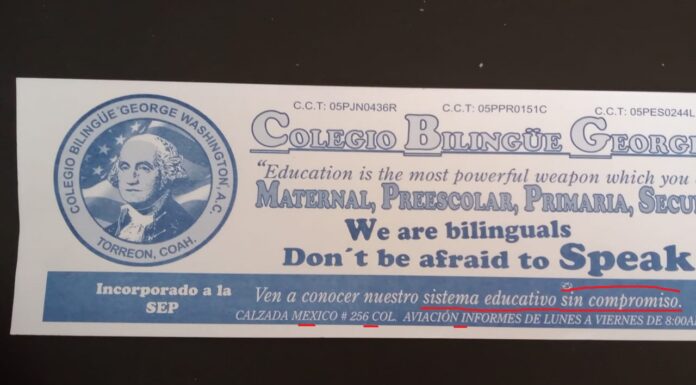 COLEGIO BILINGÜE GEORGE WASHINGTON, A.C.
TORREON, COAH.
C.C.T: 05PJN0436R C.C.T: 05PPR0151C C.C.T: 05PES0244L
COLEGIO BILINGÜE GEORG
"Education is the most powerful weapon which you
MATERNAL, PREESCOLAR, PRIMARIA, SECU
We are bilinguals
Don´t be afraid to Speak
Incorporado a la
SEP
Ven a conocer nuestro sistema educativo sin compromiso.
CALZADA MEXICO # 256 COL. AVIACIÓN INFORMES DE LUNES A VIERNES DE 8:00A